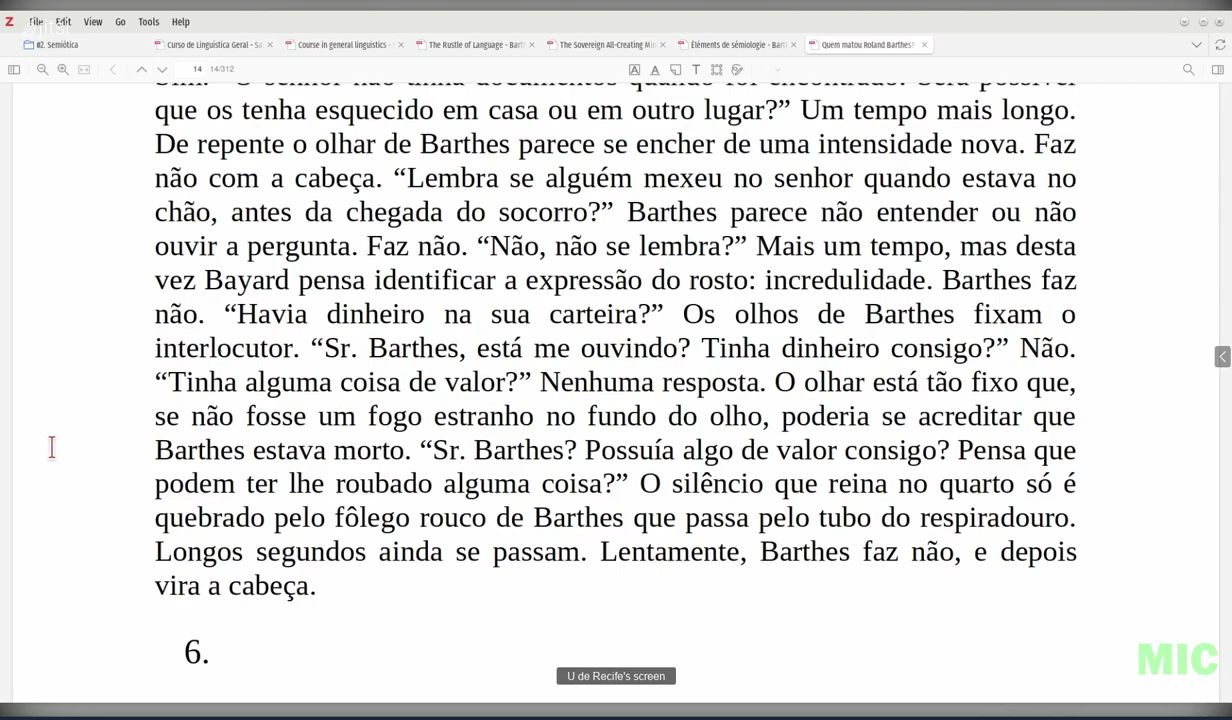 File Edit View Go Tools Help
02. Semiótica
Curso de Linguística Geral - Sa
Course in general linguistics -
The Rustle of Language - Bart
The Sovereign All-Creating Min
Éléments de sémiologie - Bart
Quem matou Roland Barthes?
14 14/312
que os tenha esquecido em casa ou em outro lugar?” Um tempo mais longo.
De repente o olhar de Barthes parece se encher de uma intensidade nova. Faz
não com a cabeça. “Lembra se alguém mexeu no senhor quando estava no
chão, antes da chegada do socorro?” Barthes parece não entender ou não
ouvir a pergunta. Faz não. “Não, não se lembra?” Mais um tempo, mas desta
vez Bayard pensa identificar a expressão do rosto: incredulidade. Barthes faz
não. “Havia dinheiro na sua carteira?” Os olhos de Barthes fixam o
interlocutor. “Sr. Barthes, está me ouvindo? Tinha dinheiro consigo?” Não.
“Tinha alguma coisa de valor?” Nenhuma resposta. O olhar está tão fixo que,
se não fosse um fogo estranho no fundo do olho, poderia se acreditar que
Barthes estava morto. “Sr. Barthes? Possuía algo de valor consigo? Pensa que
podem ter lhe roubado alguma coisa?” O silêncio que reina no quarto só é
quebrado pelo fôlego rouco de Barthes que passa pelo tubo do respiradouro.
Longos segundos ainda se passam. Lentamente, Barthes faz não, e depois
vira a cabeça.
6.
MIC
U de Recife's screen